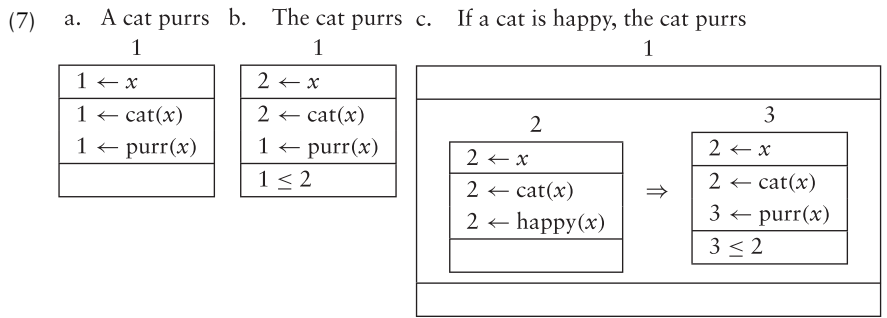 (7) a. A cat purrs b. The cat purrs c. If a cat is happy, the cat purrs
1 1 1
1 ← x 2 ← x
1 ← cat(x) 2 ← cat(x)
1 ← purr(x) 1 ← purr(x)
1 ≤ 2
2 3
2 ← x 2 ← x
2 ← cat(x) ⇒ 2 ← cat(x)
2 ← happy(x) 3 ← purr(x)
3 ≤ 2